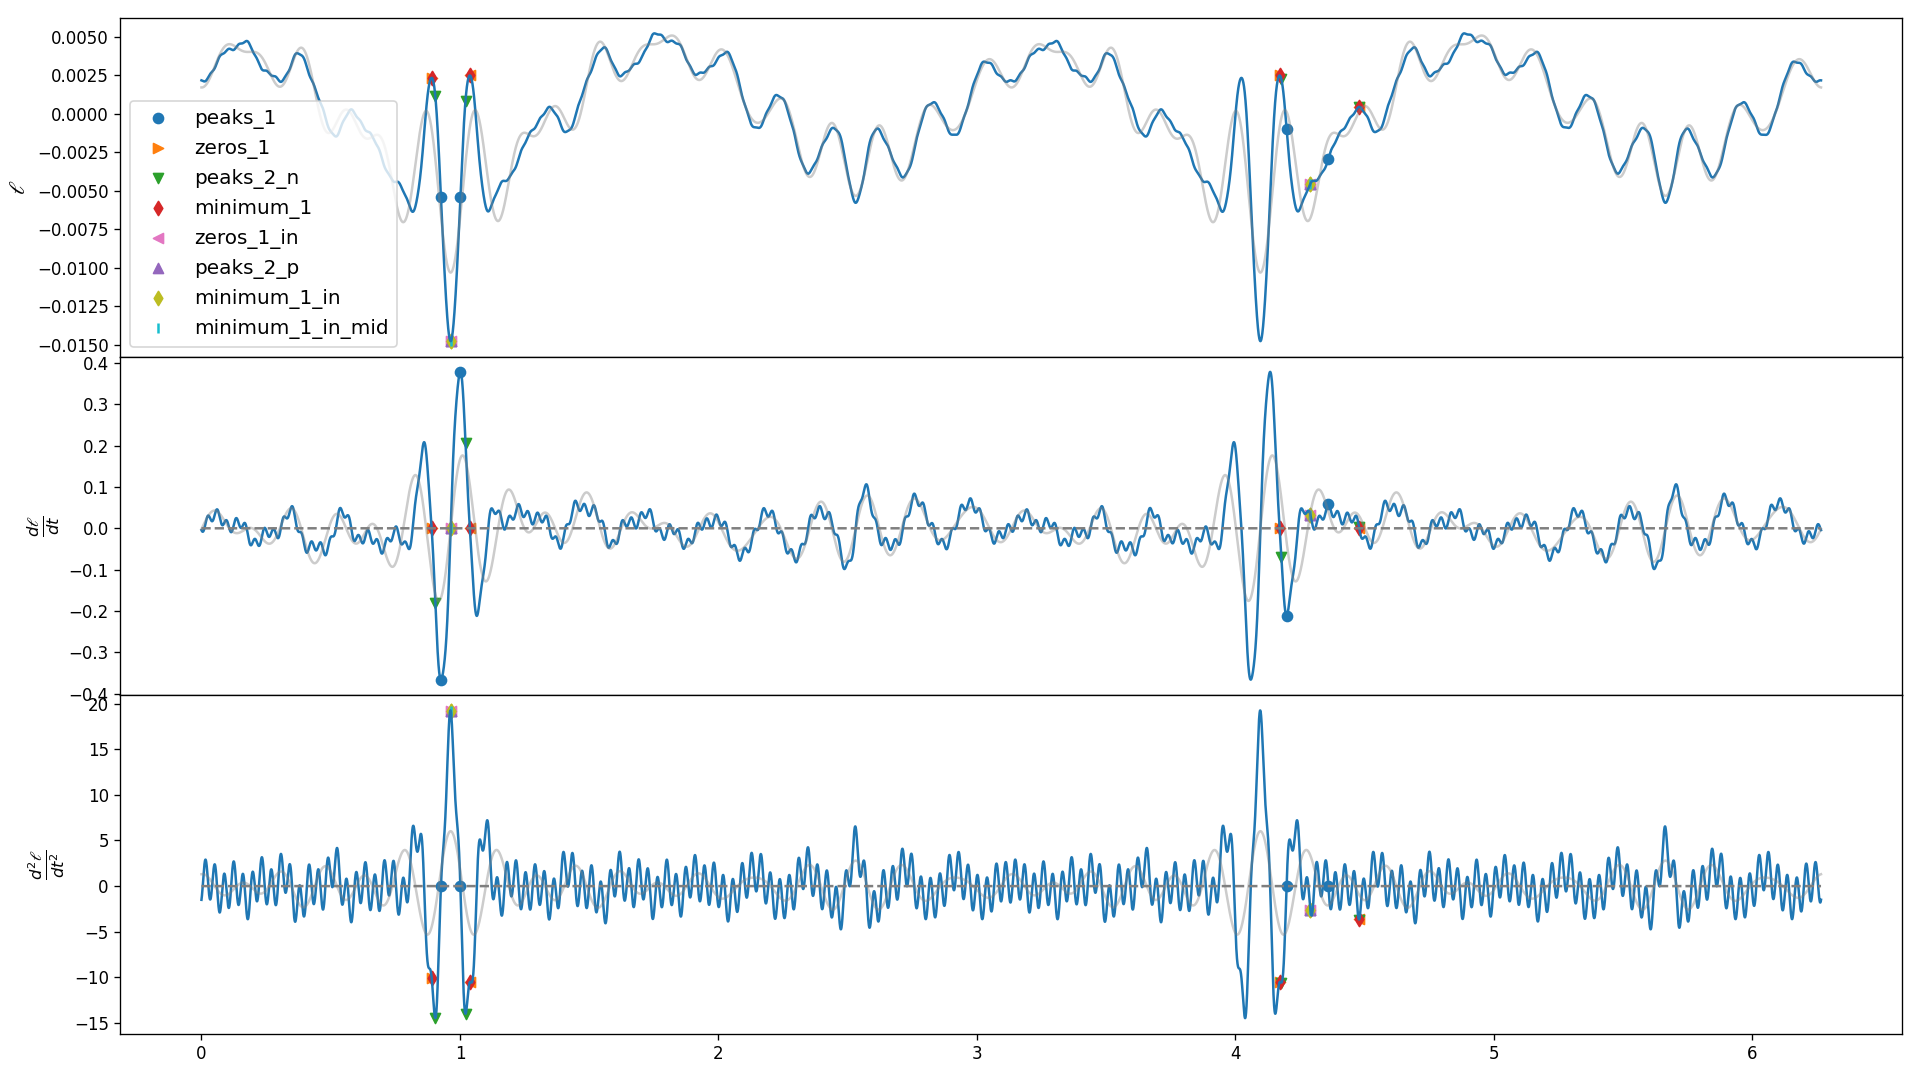 0.0050
0.0025
0.0000
−0.0025
−0.0050
−0.0075
−0.0100
−0.0125
−0.0150
ℓ
peaks_1
zeros_1
peaks_2_n
minimum_1
zeros_1_in
peaks_2_p
minimum_1_in
minimum_1_in_mid
0.4
0.3
0.2
0.1
0.0
−0.1
−0.2
−0.3
−0.4
dℓ
dt
20
15
10
5
0
−5
−10
−15
d²ℓ
dt²
0 1 2 3 4 5 6